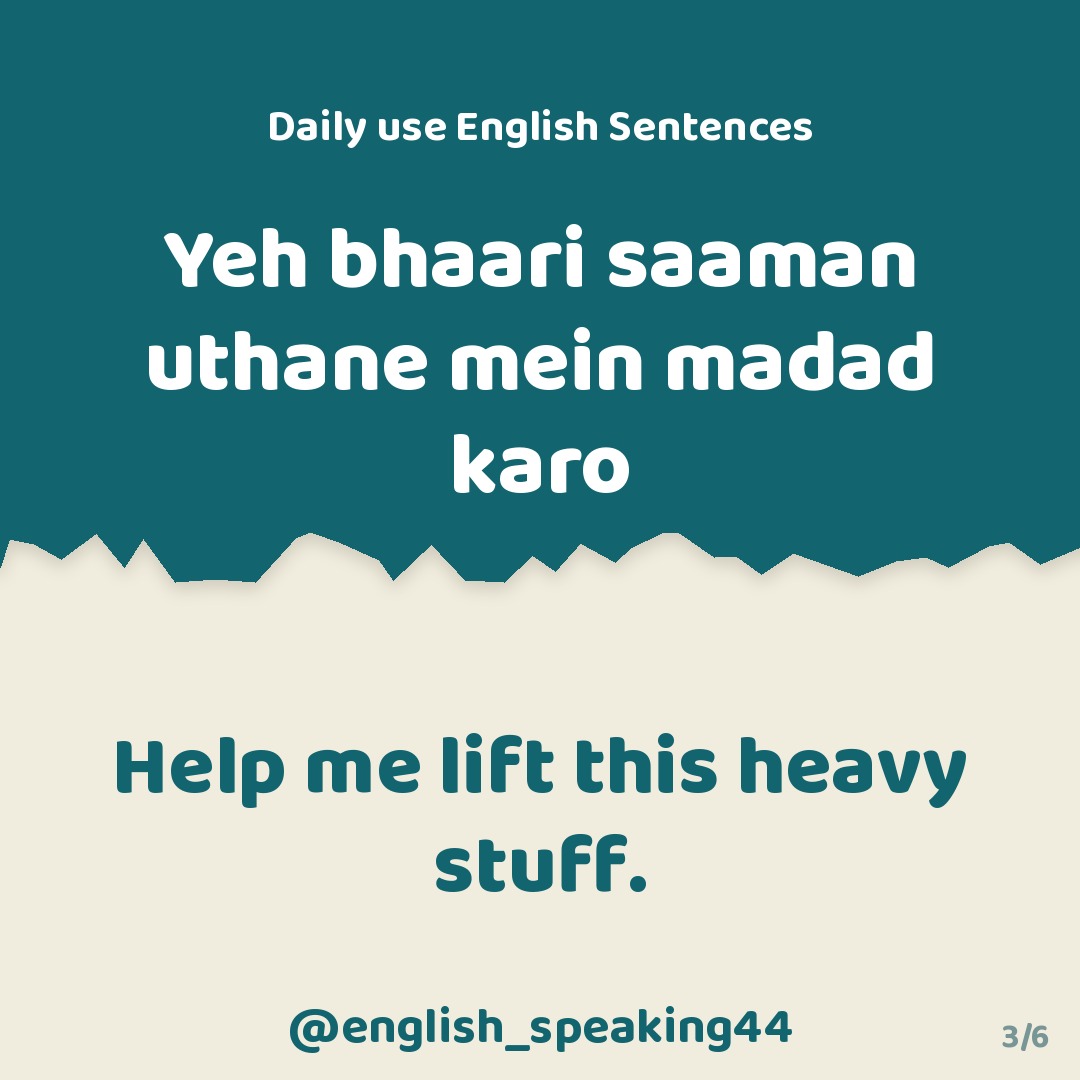 Daily use English Sentences
Yeh bhaari saaman
uthane mein madad
karo
Help me lift this heavy
stuff.
@english_speaking44
3/6